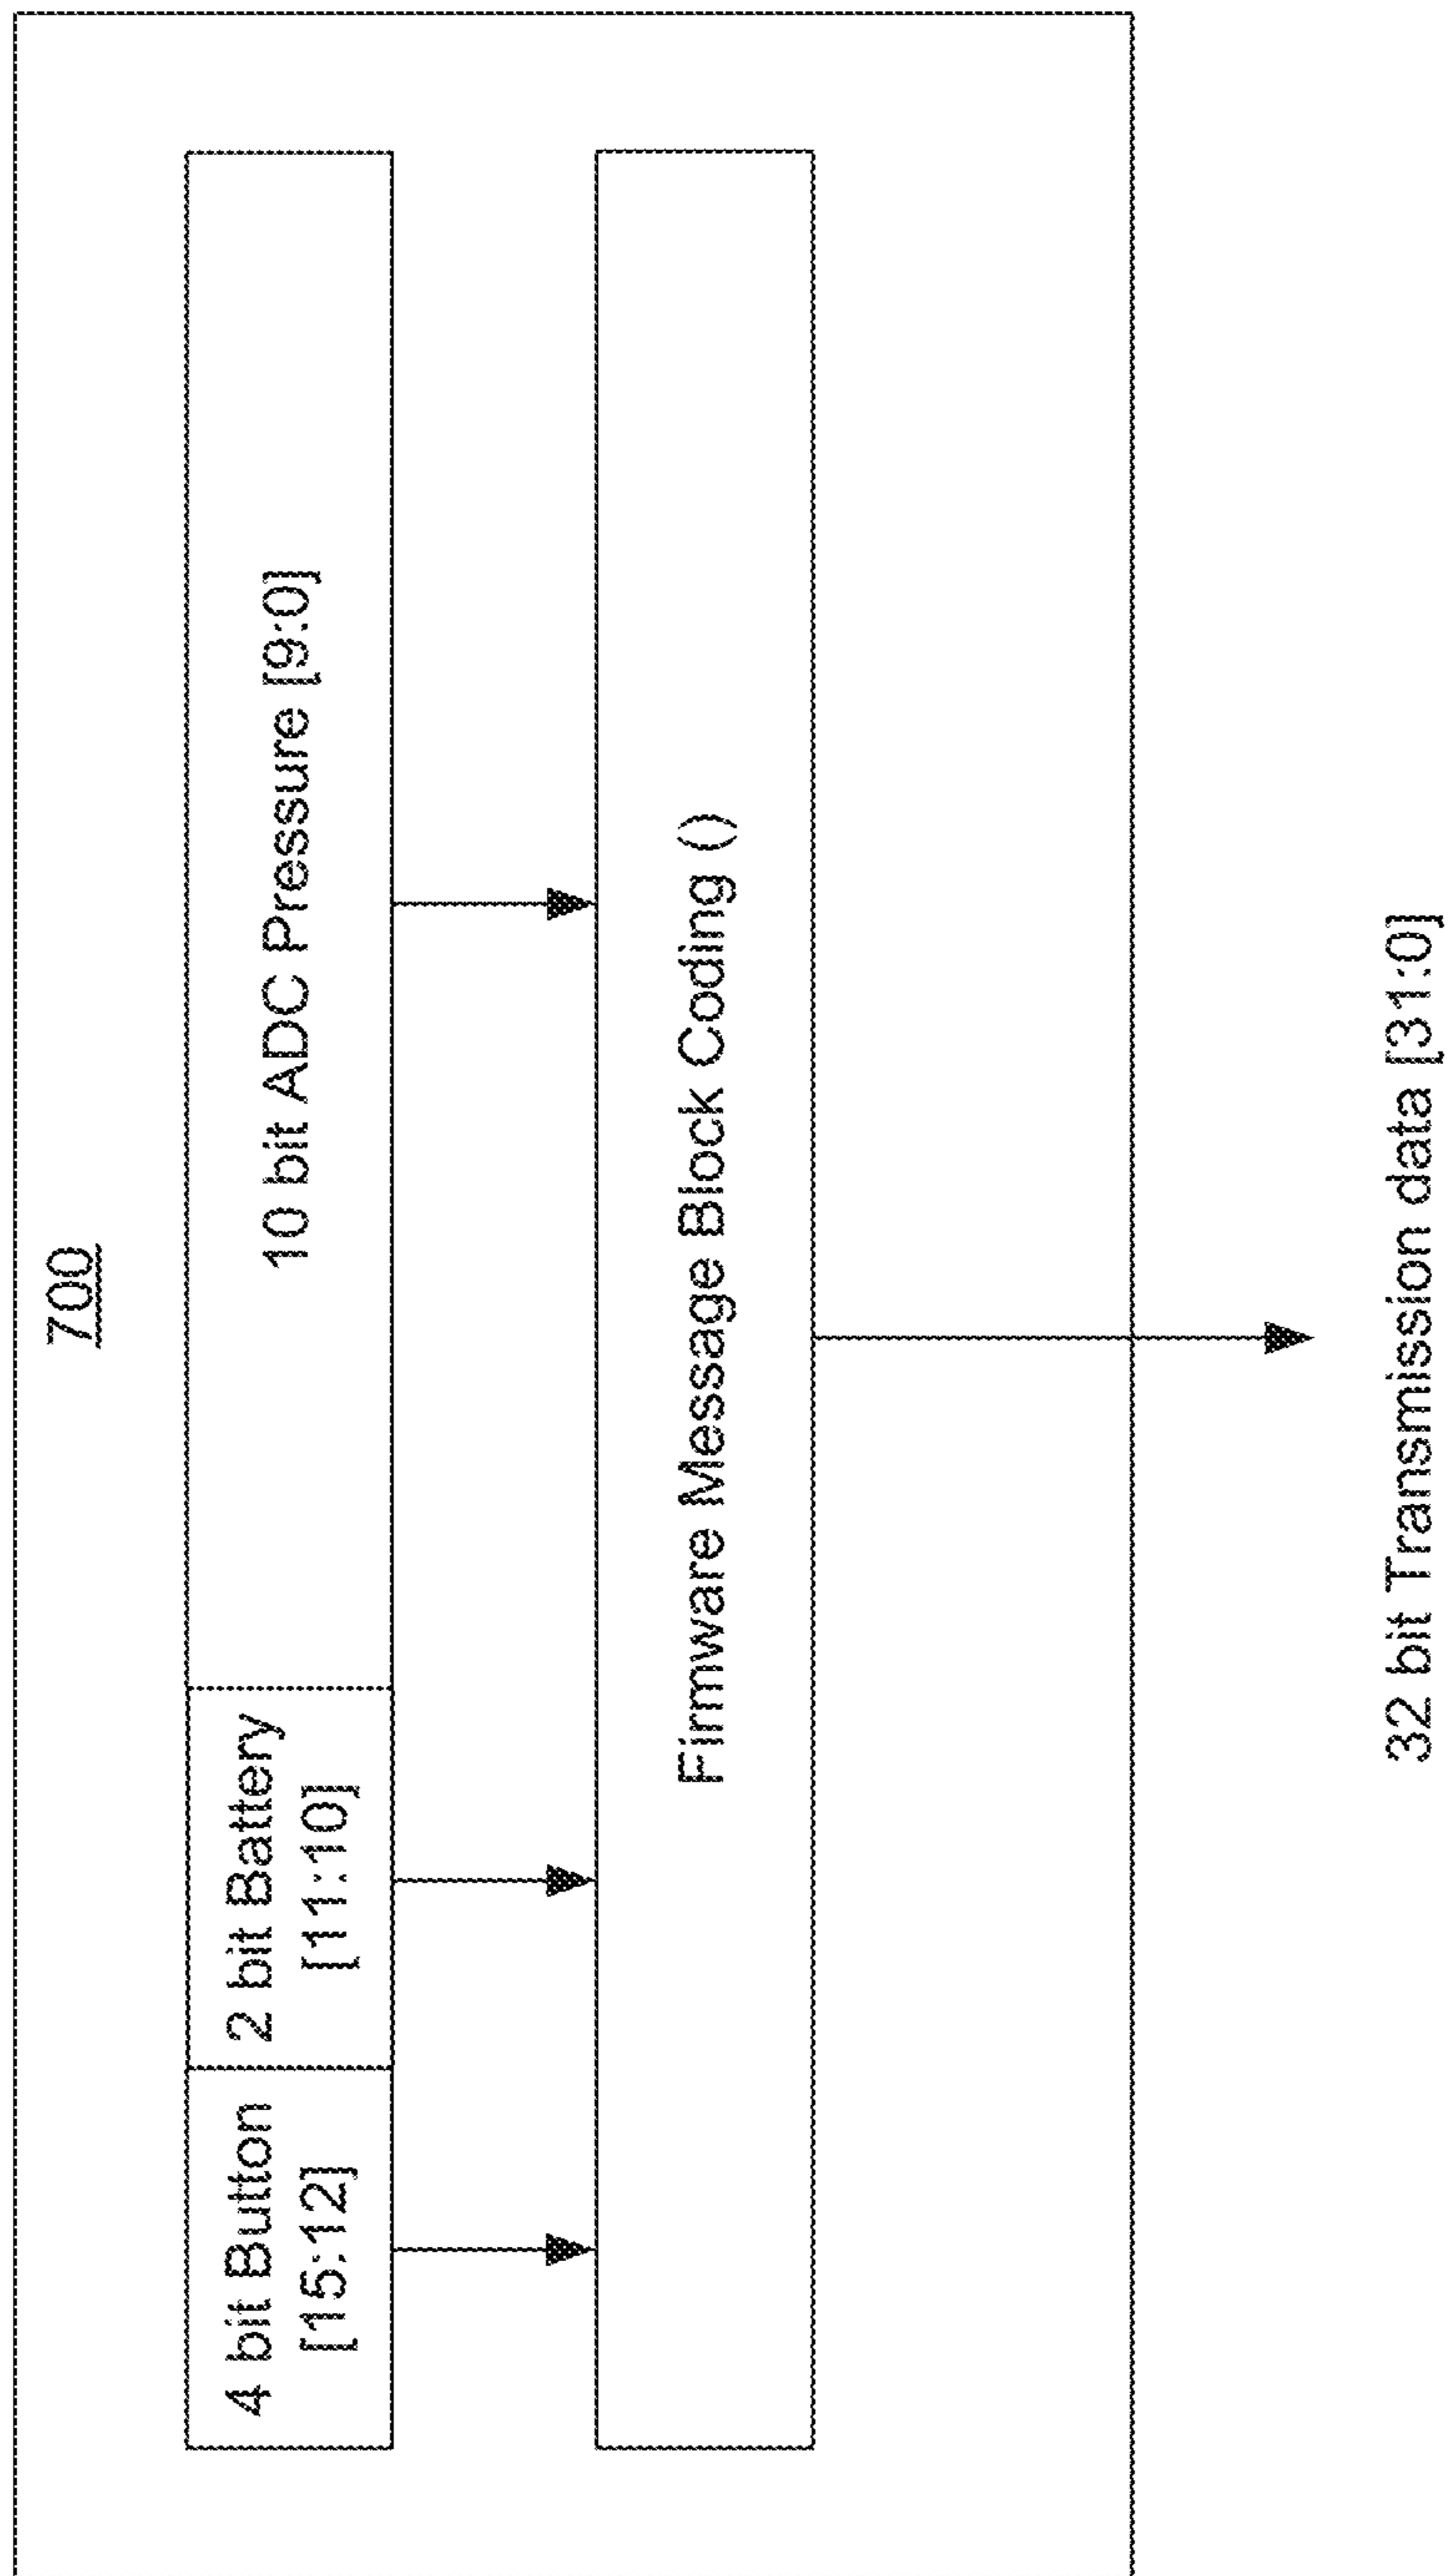 700
4 bit Button
[15:12]
2 bit Battery
[11:10]
10 bit ADC Pressure [9:0]
Firmware Message Block Coding ()
32 bit Transmission data [31:0]